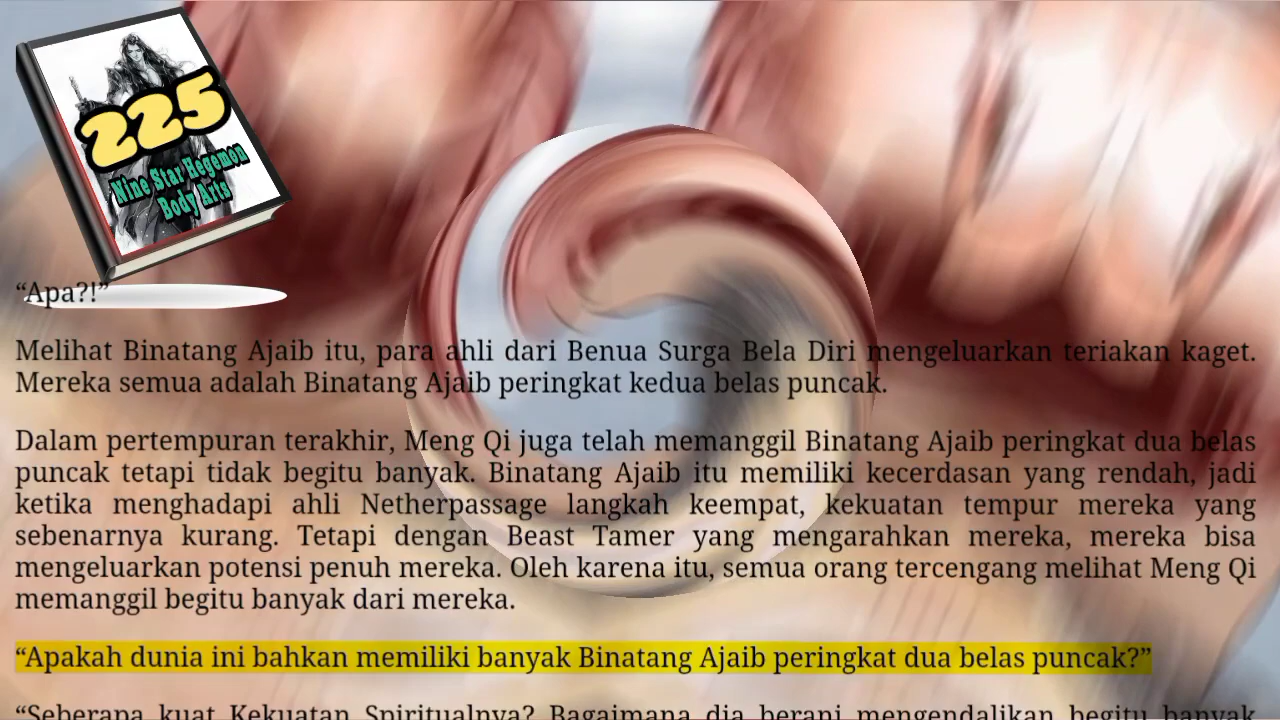 225
Nine Star Hegemon
Body Arts
“Apa?!”
Melihat Binatang Ajaib itu, para ahli dari Benua Surga Bela Diri mengeluarkan teriakan kaget.
Mereka semua adalah Binatang Ajaib peringkat kedua belas puncak.
Dalam pertempuran terakhir, Meng Qi juga telah memanggil Binatang Ajaib peringkat dua belas
puncak tetapi tidak begitu banyak. Binatang Ajaib itu memiliki kecerdasan yang rendah, jadi
ketika menghadapi ahli Netherpassage langkah keempat, kekuatan tempur mereka yang
sebenarnya kurang. Tetapi dengan Beast Tamer yang mengarahkan mereka, mereka bisa
mengeluarkan potensi penuh mereka. Oleh karena itu, semua orang tercengang melihat Meng Qi
memanggil begitu banyak dari mereka.
“Apakah dunia ini bahkan memiliki banyak Binatang Ajaib peringkat dua belas puncak?”
“Seberapa kuat Kekuatan Spiritualnya? Bagaimana dia berani mengendalikan begitu banyak